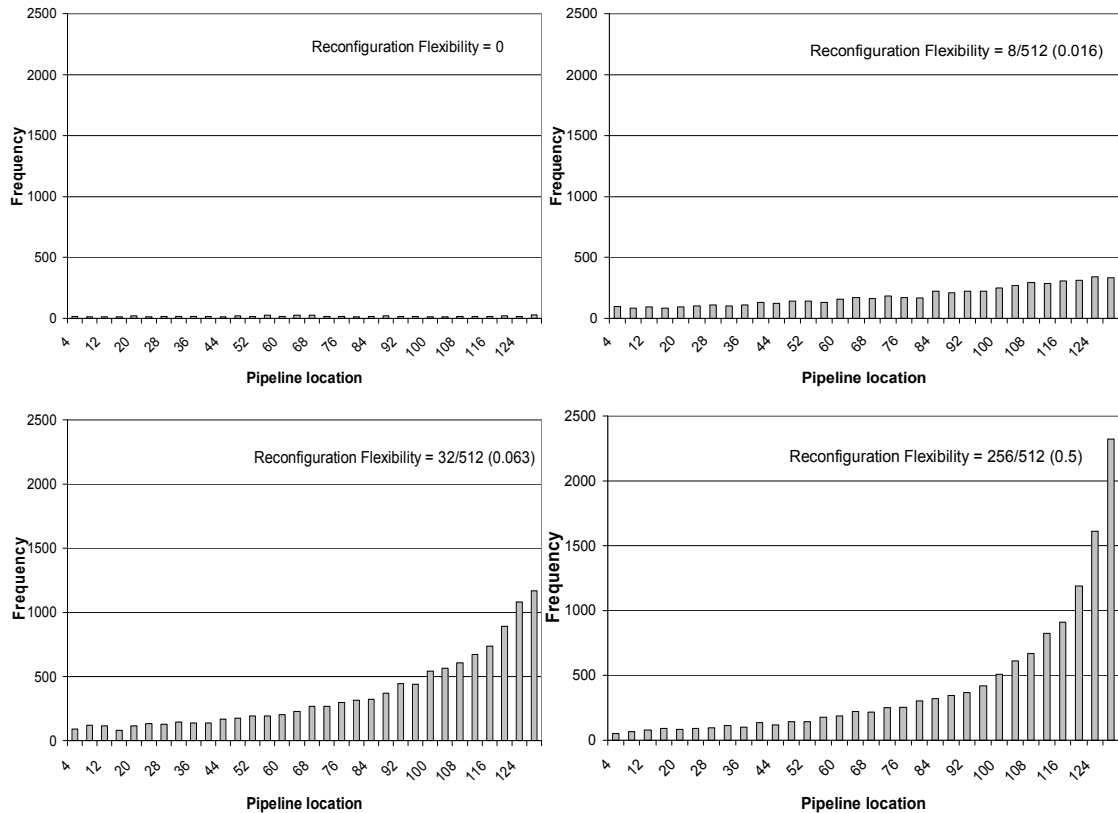 2500
Reconfiguration Flexibility = 0
2000
1500
1000
500
0
Frequency
4 12 20 28 36 44 52 60 68 76 84 92 100 108 116 124
Pipeline location
2500
Reconfiguration Flexibility = 8/512 (0.016)
2000
1500
1000
500
0
Frequency
4 12 20 28 36 44 52 60 68 76 84 92 100 108 116 124
Pipeline location
2500
Reconfiguration Flexibility = 32/512 (0.063)
2000
1500
1000
500
0
Frequency
4 12 20 28 36 44 52 60 68 76 84 92 100 108 116 124
Pipeline location
2500
Reconfiguration Flexibility = 256/512 (0.5)
2000
1500
1000
500
0
Frequency
4 12 20 28 36 44 52 60 68 76 84 92 100 108 116 124
Pipeline location